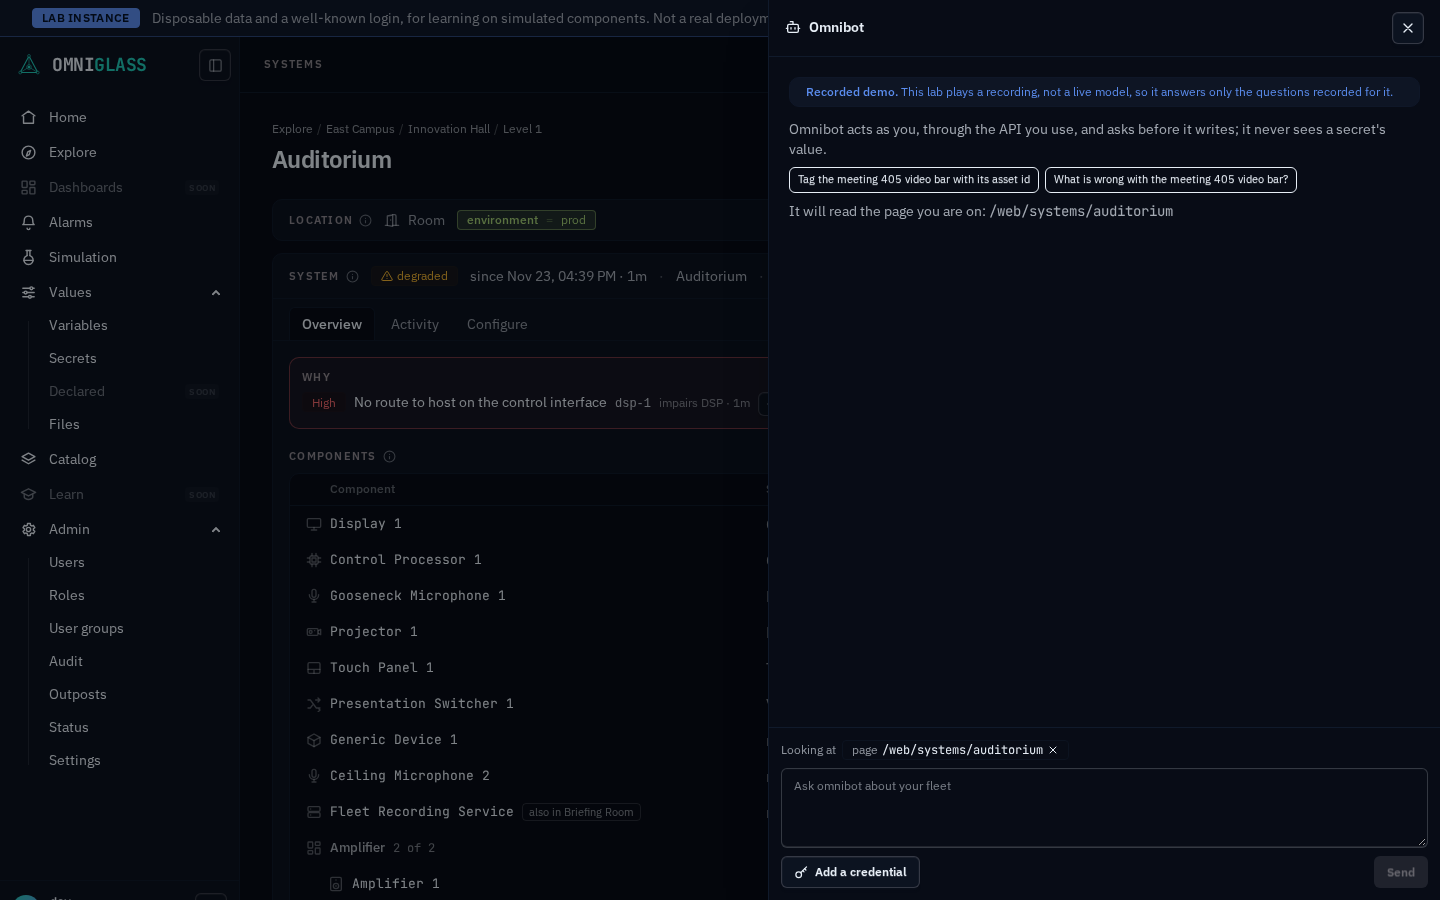 LAB INSTANCE Disposable data and a well-known login, for learning on simulated components. Not a real deploym
OMNIGLASS
Home
Explore
Dashboards SOON
Alarms
Simulation
Values
Variables
Secrets
Declared SOON
Files
Catalog
Learn SOON
Admin
Users
Roles
User groups
Audit
Outposts
Status
Settings
SYSTEMS
Explore / East Campus / Innovation Hall / Level 1
Auditorium
LOCATION Room environment = prod
SYSTEM degraded since Nov 23, 04:39 PM · 1m · Auditorium ·
Overview Activity Configure
WHY
High No route to host on the control interface dsp-1 impairs DSP · 1m
COMPONENTS
Component
Display 1
Control Processor 1
Gooseneck Microphone 1
Projector 1
Touch Panel 1
Presentation Switcher 1
Generic Device 1
Ceiling Microphone 2
Fleet Recording Service also in Briefing Room
Amplifier 2 of 2
Amplifier 1
Omnibot
Recorded demo. This lab plays a recording, not a live model, so it answers only the questions recorded for it.
Omnibot acts as you, through the API you use, and asks before it writes; it never sees a secret's
value.
Tag the meeting 405 video bar with its asset id What is wrong with the meeting 405 video bar?
It will read the page you are on: /web/systems/auditorium
Looking at page /web/systems/auditorium
Ask omnibot about your fleet
Add a credential Send